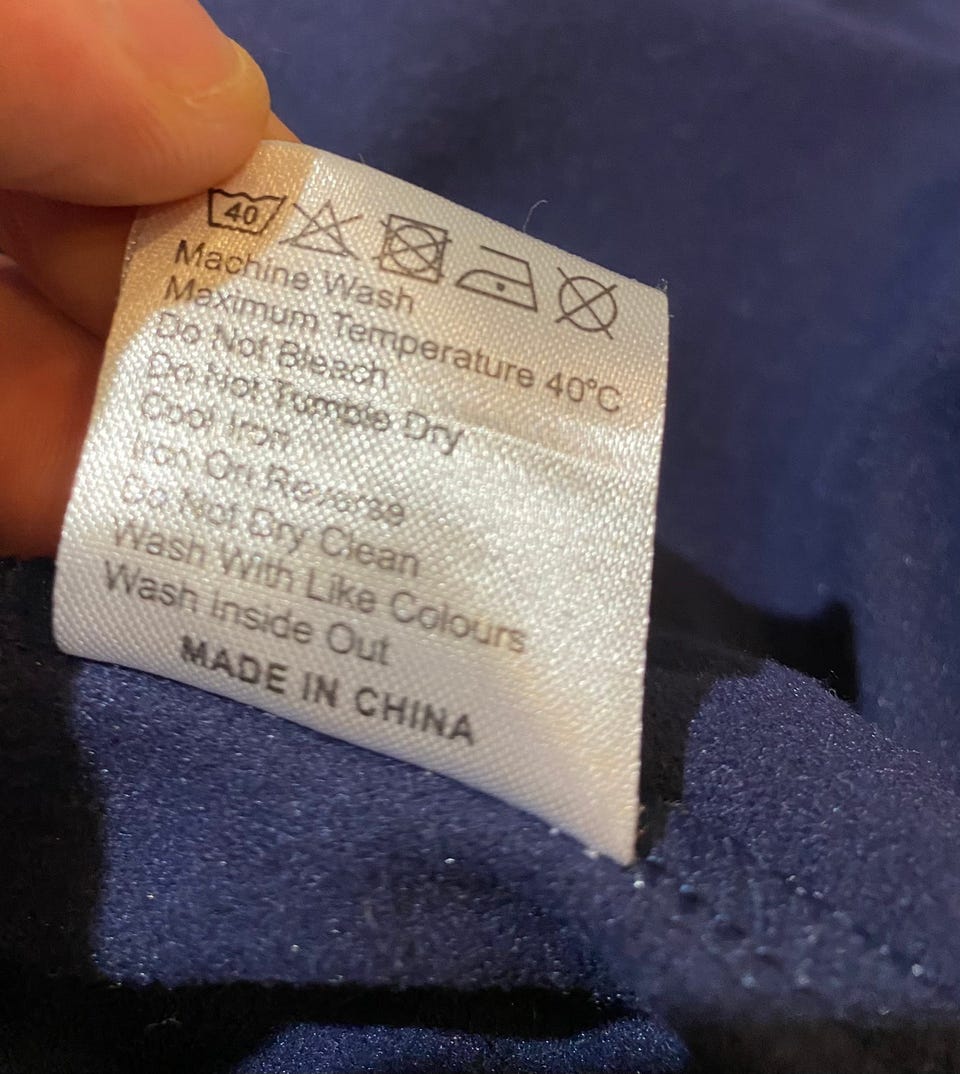 40
Machine Wash
Maximum Temperature 40°C
Do Not Bleach
Do Not Tumble Dry
Cool Iron
Iron On Reverse
Do Not Dry Clean
Wash With Like Colours
Wash Inside Out
MADE IN CHINA